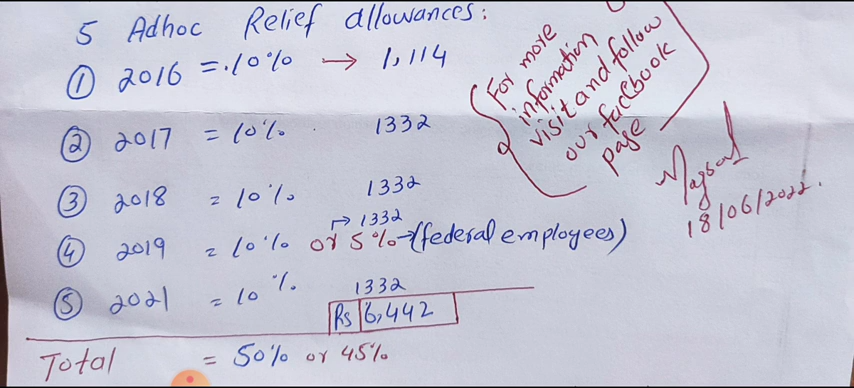 5 Adhoc Relief allowances:
① 2016 = .10% → 1,114
② 2017 = 10%. 1332
③ 2018 = 10%. 1332
↱ 1332
④ 2019 = 10% or 5% → (federal employees)
⑤ 2021 = 10%. 1332
Rs 6,442
Total = 50% or 45%
For more
information
visit and follow
our facebook
page
18/06/2022.